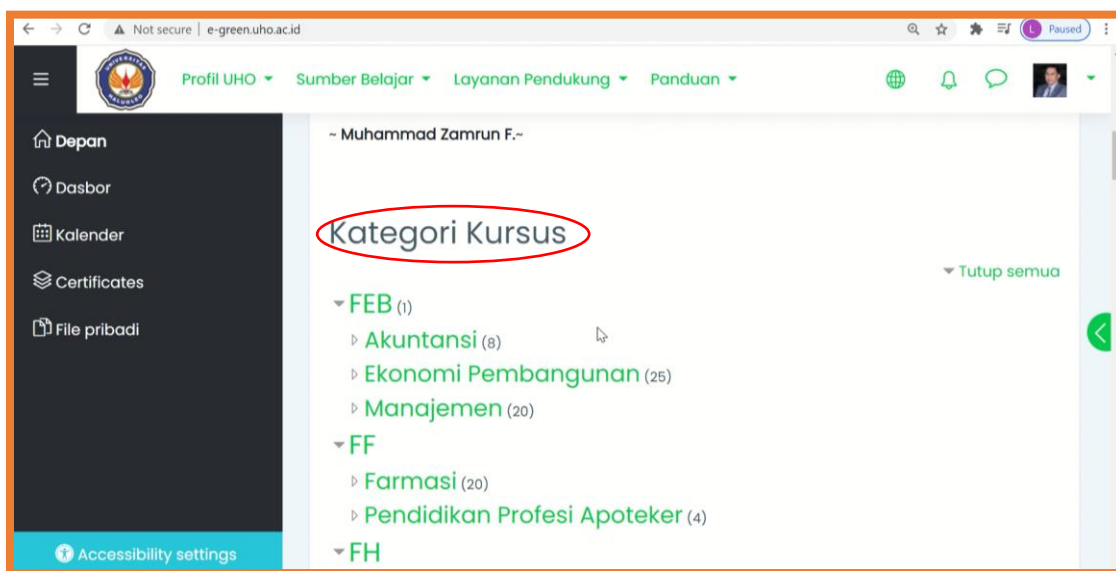 Not secure | e-green.uho.ac.id
L Paused
UNIVERSITAS HALUOLEO
Profil UHO Sumber Belajar Layanan Pendukung Panduan
Depan
Dasbor
Kalender
Certificates
File pribadi
Accessibility settings
~ Muhammad Zamrun F.~
Kategori Kursus
Tutup semua
FEB (1)
Akuntansi (8)
Ekonomi Pembangunan (25)
Manajemen (20)
FF
Farmasi (20)
Pendidikan Profesi Apoteker (4)
FH